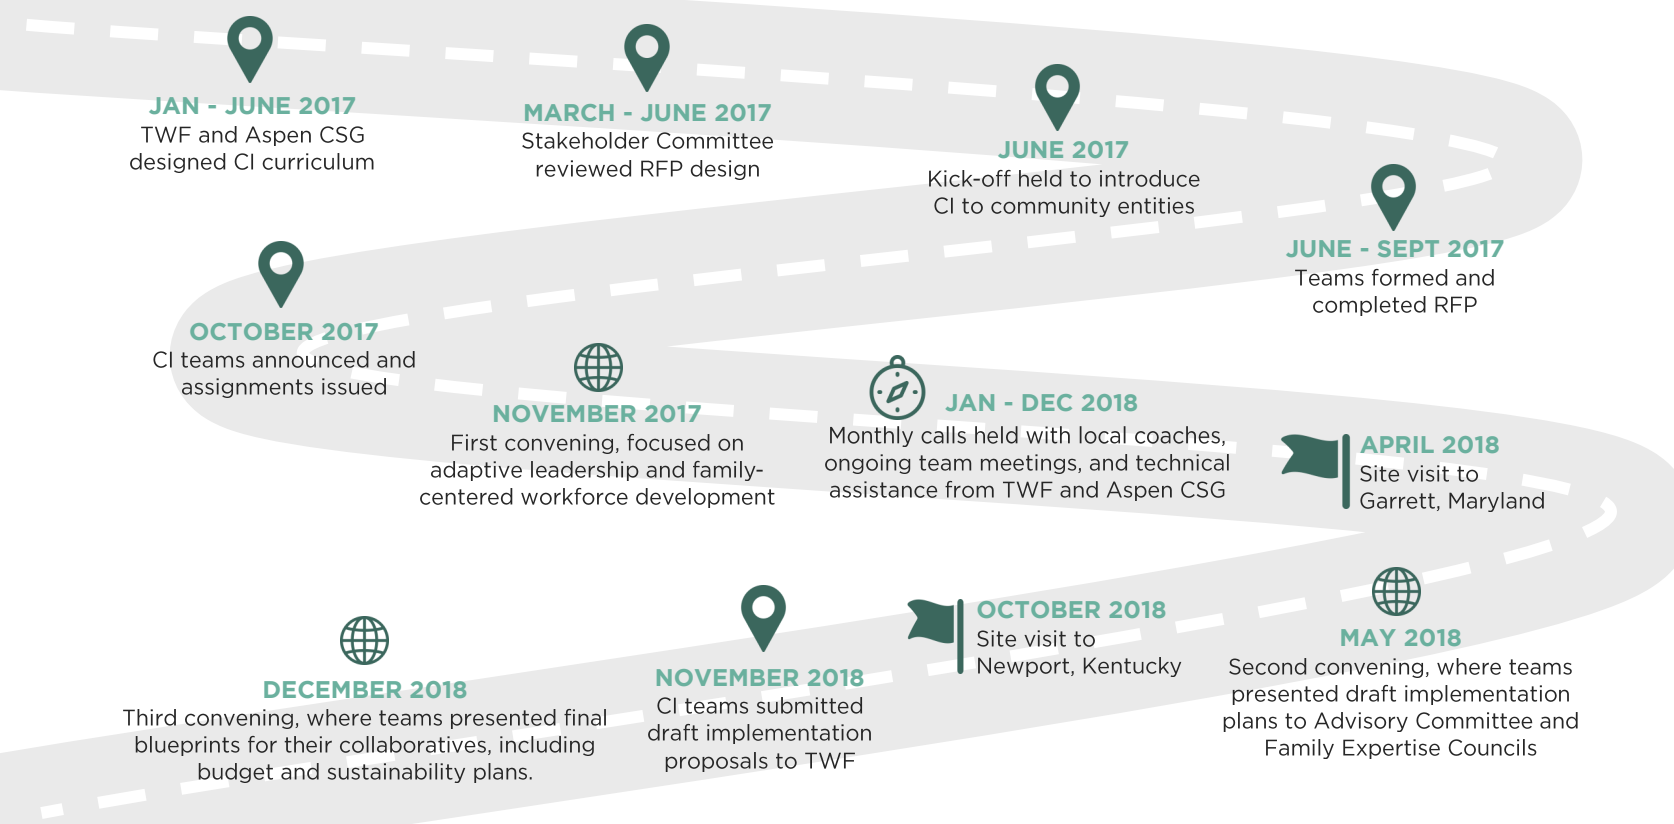 JAN - JUNE 2017
TWF and Aspen CSG
designed CI curriculum
MARCH - JUNE 2017
Stakeholder Committee
reviewed RFP design
JUNE 2017
Kick-off held to introduce
CI to community entities
JUNE - SEPT 2017
Teams formed and
completed RFP
OCTOBER 2017
CI teams announced and
assignments issued
NOVEMBER 2017
First convening, focused on
adaptive leadership and family-
centered workforce development
JAN - DEC 2018
Monthly calls held with local coaches,
ongoing team meetings, and technical
assistance from TWF and Aspen CSG
APRIL 2018
Site visit to
Garrett, Maryland
MAY 2018
Second convening, where teams
presented draft implementation
plans to Advisory Committee and
Family Expertise Councils
OCTOBER 2018
Site visit to
Newport, Kentucky
NOVEMBER 2018
CI teams submitted
draft implementation
proposals to TWF
DECEMBER 2018
Third convening, where teams presented final
blueprints for their collaboratives, including
budget and sustainability plans.